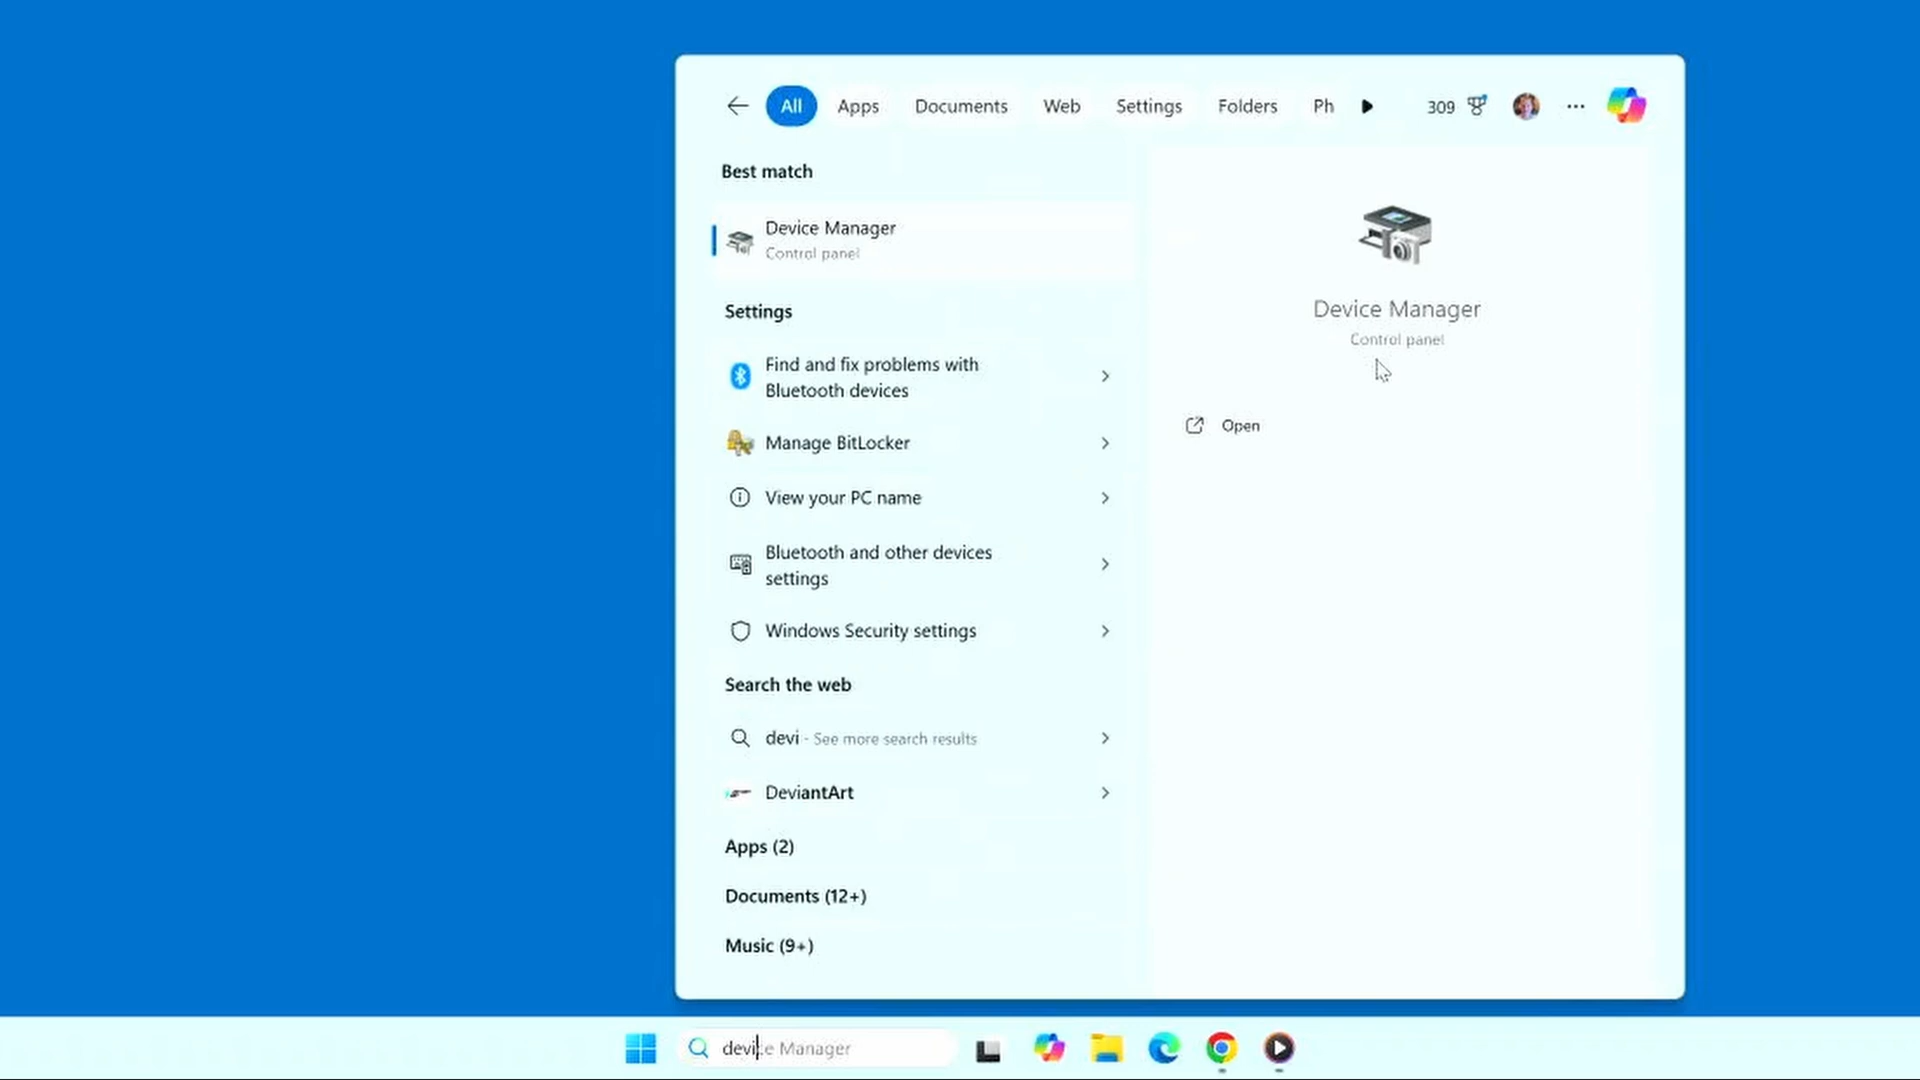 All Apps Documents Web Settings Folders Ph 309
Best match
Device Manager
Control panel
Settings
Find and fix problems with
Bluetooth devices
Manage BitLocker
View your PC name
Bluetooth and other devices
settings
Windows Security settings
Search the web
devi - See more search results
DeviantArt
Apps (2)
Documents (12+)
Music (9+)
Device Manager
Control panel
Open
device Manager